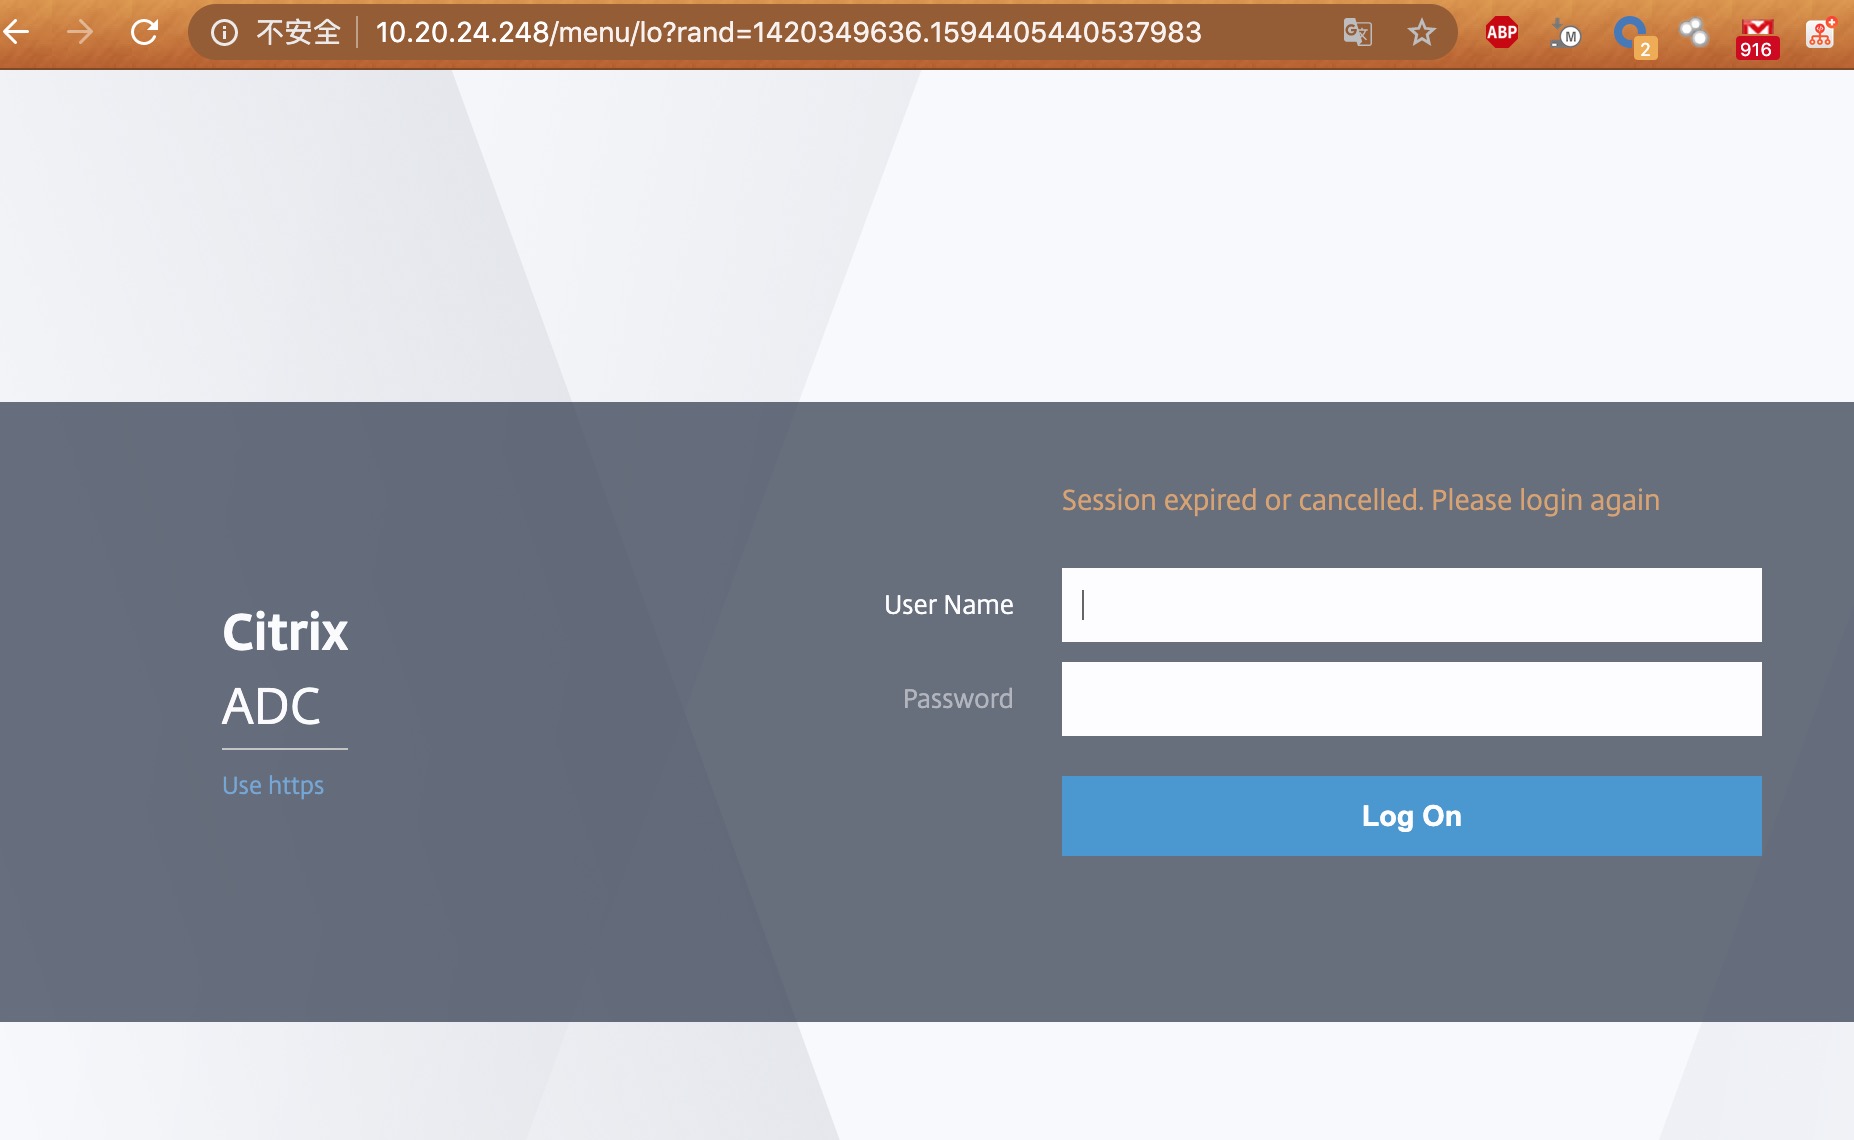 不安全 10.20.24.248/menu/lo?rand=1420349636.1594405440537983
ABP
M
2
916
Session expired or cancelled. Please login again
User Name
Citrix
Password
ADC
Use https
Log On